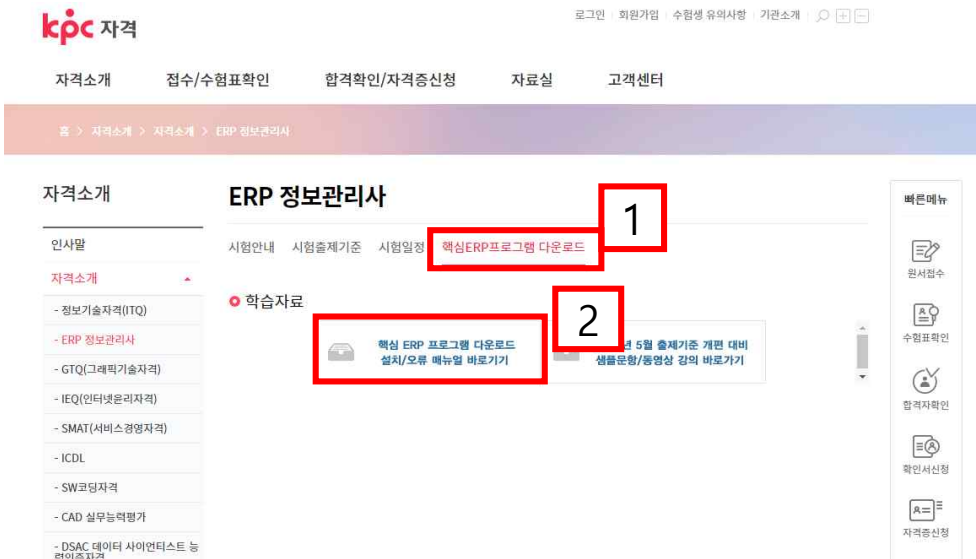 kpc 자격
로그인 회원가입 수험생 유의사항 기관소개
자격소개 접수/수험표확인 합격확인/자격증신청 자료실 고객센터
홈 > 자격소개 > 자격소개 > ERP 정보관리사
자격소개
인사말
자격소개
- 정보기술자격(ITQ)
- ERP 정보관리사
- GTQ(그래픽기술자격)
- IEQ(인터넷윤리자격)
- SMAT(서비스경영자격)
- ICDL
- SW코딩자격
- CAD 실무능력평가
- DSAC 데이터 사이언티스트 능
력인증자격
ERP 정보관리사
1
시험안내 시험출제기준 시험일정 핵심ERP프로그램 다운로드
학습자료
2
핵심 ERP 프로그램 다운로드
설치/오류 매뉴얼 바로기기
년 5월 출제기준 개편 대비
샘플문항/동영상 강의 바로가기
빠른메뉴
원서접수
수험표확인
합격자확인
확인서신청
자격증신청